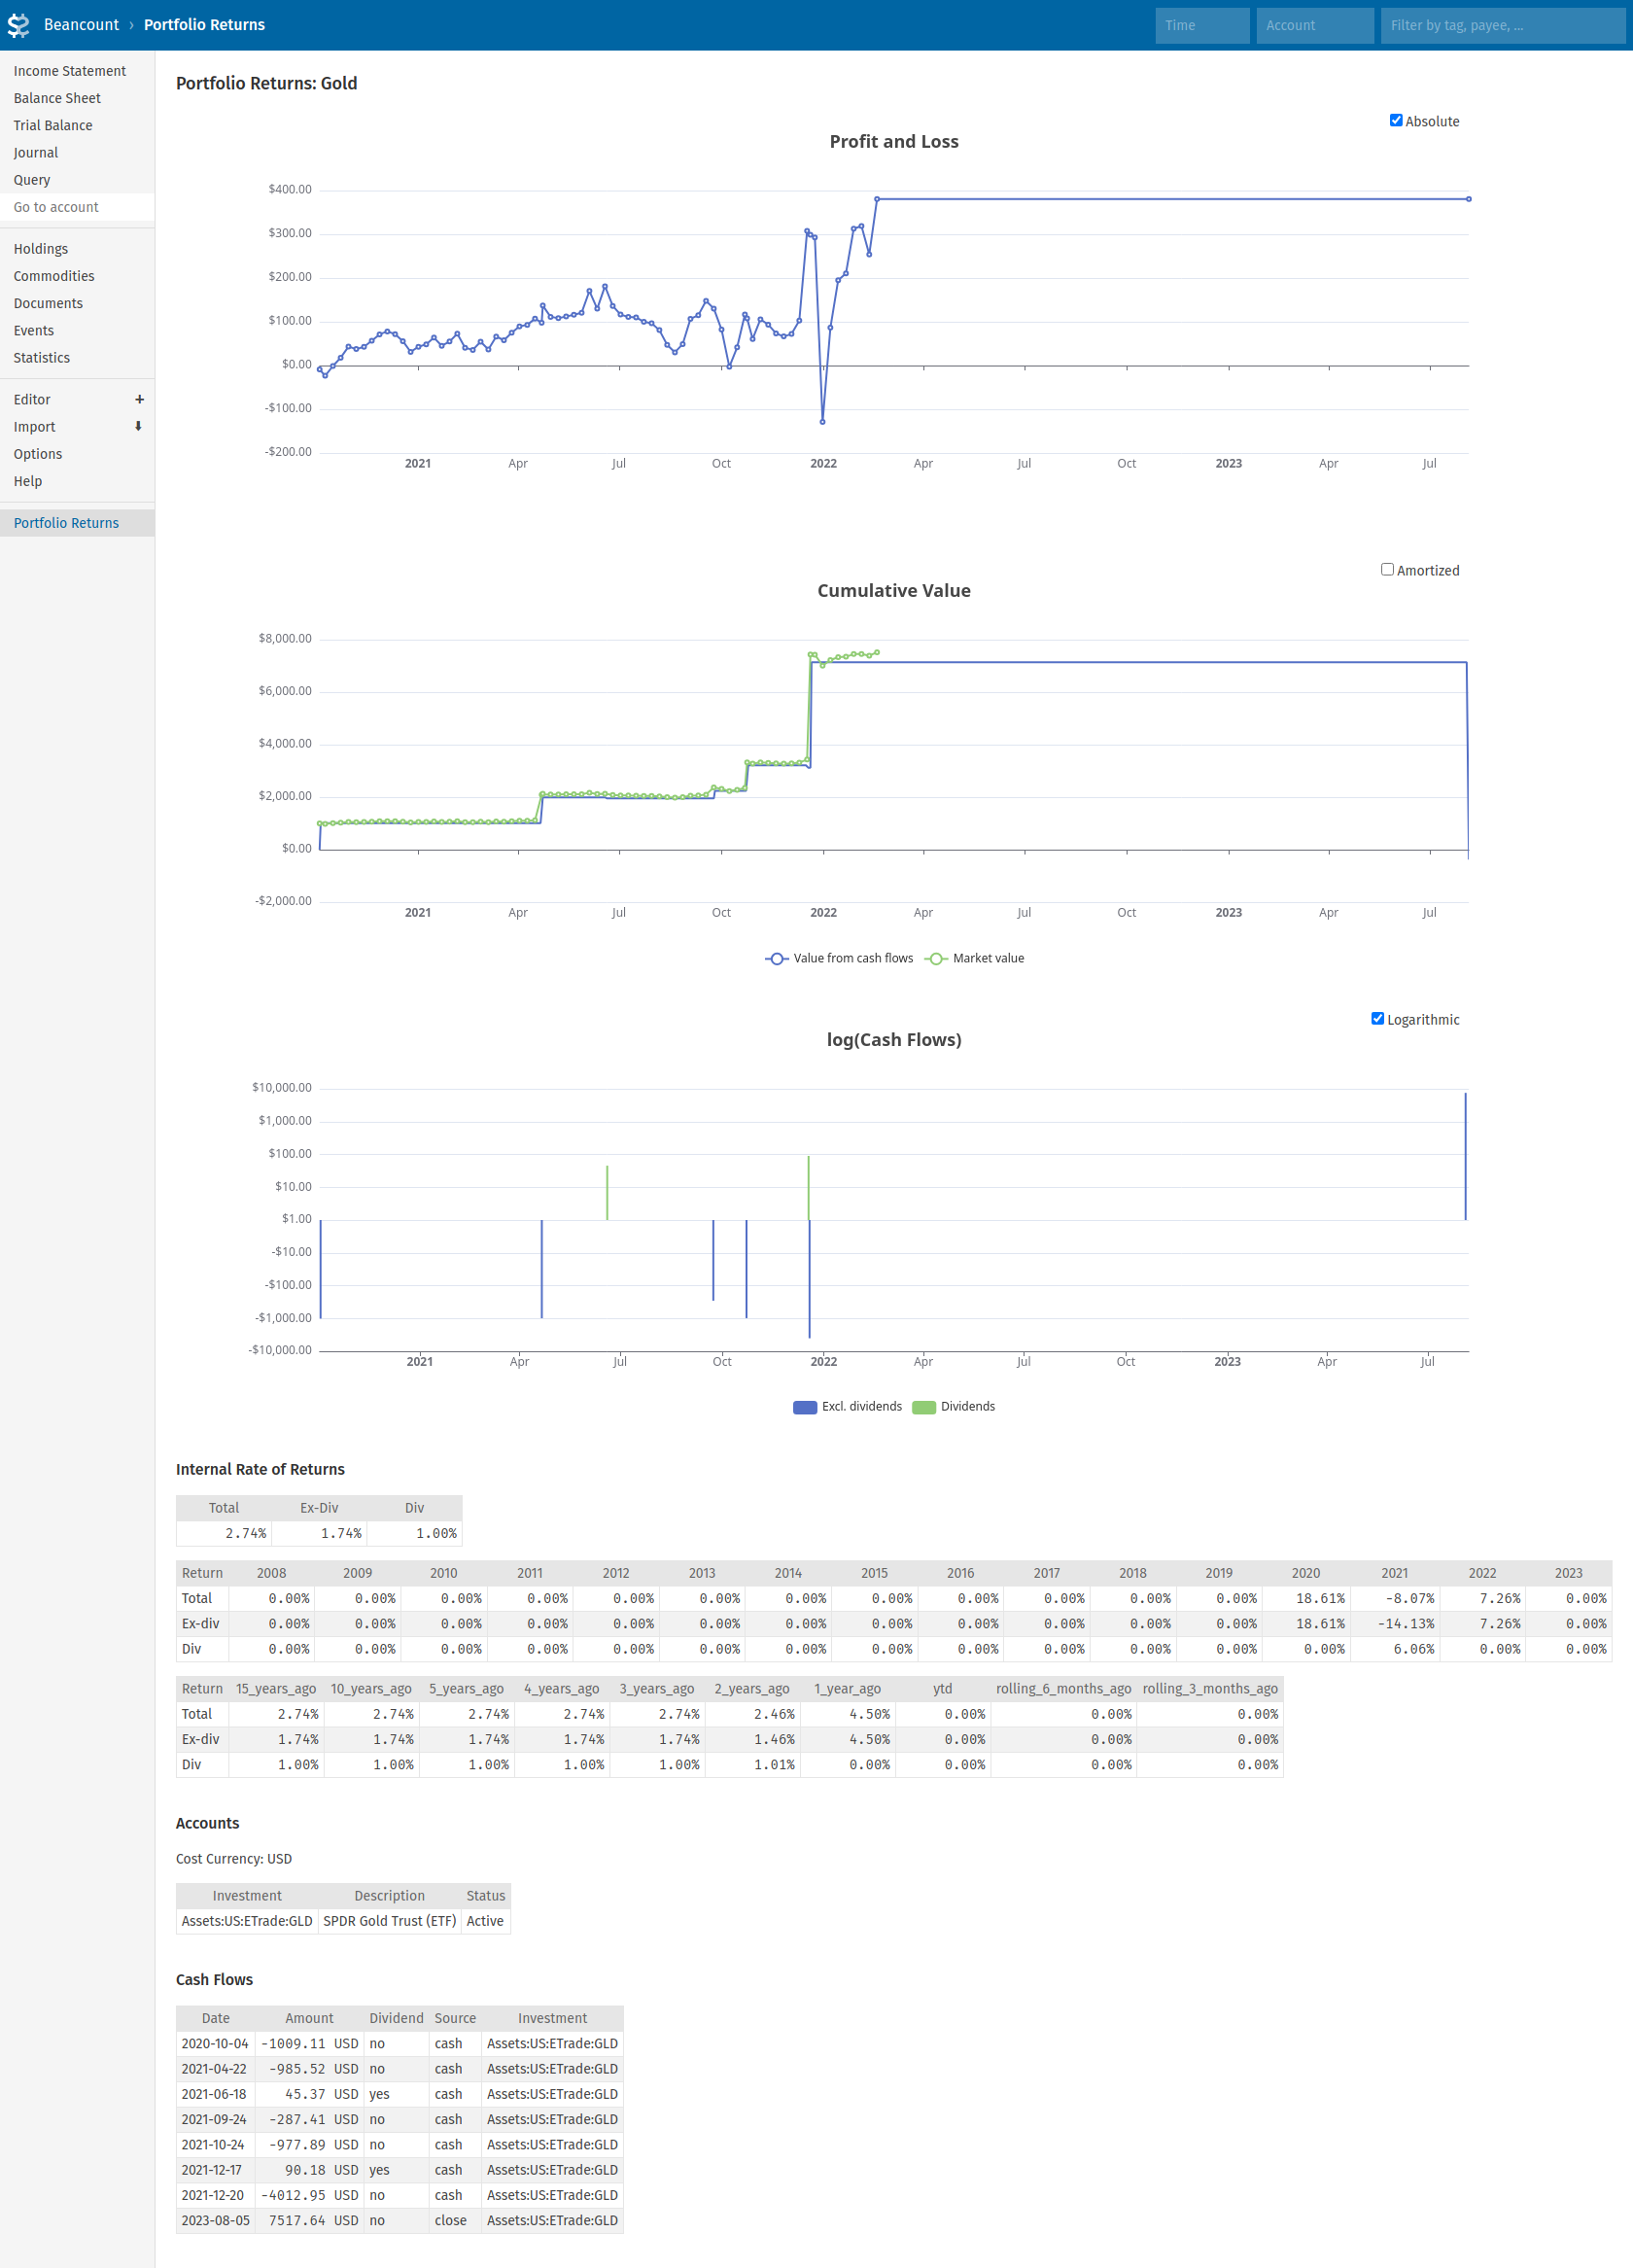 Beancount › Portfolio Returns
Time
Account
Filter by tag, payee, ...
Income Statement
Balance Sheet
Trial Balance
Journal
Query
Go to account
Holdings
Commodities
Documents
Events
Statistics
Editor +
Import ⬇
Options
Help
Portfolio Returns
Portfolio Returns: Gold
Absolute
Profit and Loss
$400.00
$300.00
$200.00
$100.00
$0.00
-$100.00
-$200.00
2021 Apr Jul Oct 2022 Apr Jul Oct 2023 Apr Jul
Amortized
Cumulative Value
$8,000.00
$6,000.00
$4,000.00
$2,000.00
$0.00
-$2,000.00
2021 Apr Jul Oct 2022 Apr Jul Oct 2023 Apr Jul
Value from cash flows Market value
Logarithmic
log(Cash Flows)
$10,000.00
$1,000.00
$100.00
$10.00
$1.00
-$10.00
-$100.00
-$1,000.00
-$10,000.00
2021 Apr Jul Oct 2022 Apr Jul Oct 2023 Apr Jul
Excl. dividends Dividends
Internal Rate of Returns
Total Ex-Div Div
2.74% 1.74% 1.00%
Return 2008 2009 2010 2011 2012 2013 2014 2015 2016 2017 2018 2019 2020 2021 2022 2023
Total 0.00% 0.00% 0.00% 0.00% 0.00% 0.00% 0.00% 0.00% 0.00% 0.00% 0.00% 0.00% 18.61% -8.07% 7.26% 0.00%
Ex-div 0.00% 0.00% 0.00% 0.00% 0.00% 0.00% 0.00% 0.00% 0.00% 0.00% 0.00% 0.00% 18.61% -14.13% 7.26% 0.00%
Div 0.00% 0.00% 0.00% 0.00% 0.00% 0.00% 0.00% 0.00% 0.00% 0.00% 0.00% 0.00% 0.00% 6.06% 0.00% 0.00%
Return 15_years_ago 10_years_ago 5_years_ago 4_years_ago 3_years_ago 2_years_ago 1_year_ago ytd rolling_6_months_ago rolling_3_months_ago
Total 2.74% 2.74% 2.74% 2.74% 2.74% 2.46% 4.50% 0.00% 0.00% 0.00%
Ex-div 1.74% 1.74% 1.74% 1.74% 1.74% 1.46% 4.50% 0.00% 0.00% 0.00%
Div 1.00% 1.00% 1.00% 1.00% 1.00% 1.01% 0.00% 0.00% 0.00% 0.00%
Accounts
Cost Currency: USD
Investment Description Status
Assets:US:ETrade:GLD SPDR Gold Trust (ETF) Active
Cash Flows
Date Amount Dividend Source Investment
2020-10-04 -1009.11 USD no cash Assets:US:ETrade:GLD
2021-04-22 -985.52 USD no cash Assets:US:ETrade:GLD
2021-06-18 45.37 USD yes cash Assets:US:ETrade:GLD
2021-09-24 -287.41 USD no cash Assets:US:ETrade:GLD
2021-10-24 -977.89 USD no cash Assets:US:ETrade:GLD
2021-12-17 90.18 USD yes cash Assets:US:ETrade:GLD
2021-12-20 -4012.95 USD no cash Assets:US:ETrade:GLD
2023-08-05 7517.64 USD no close Assets:US:ETrade:GLD